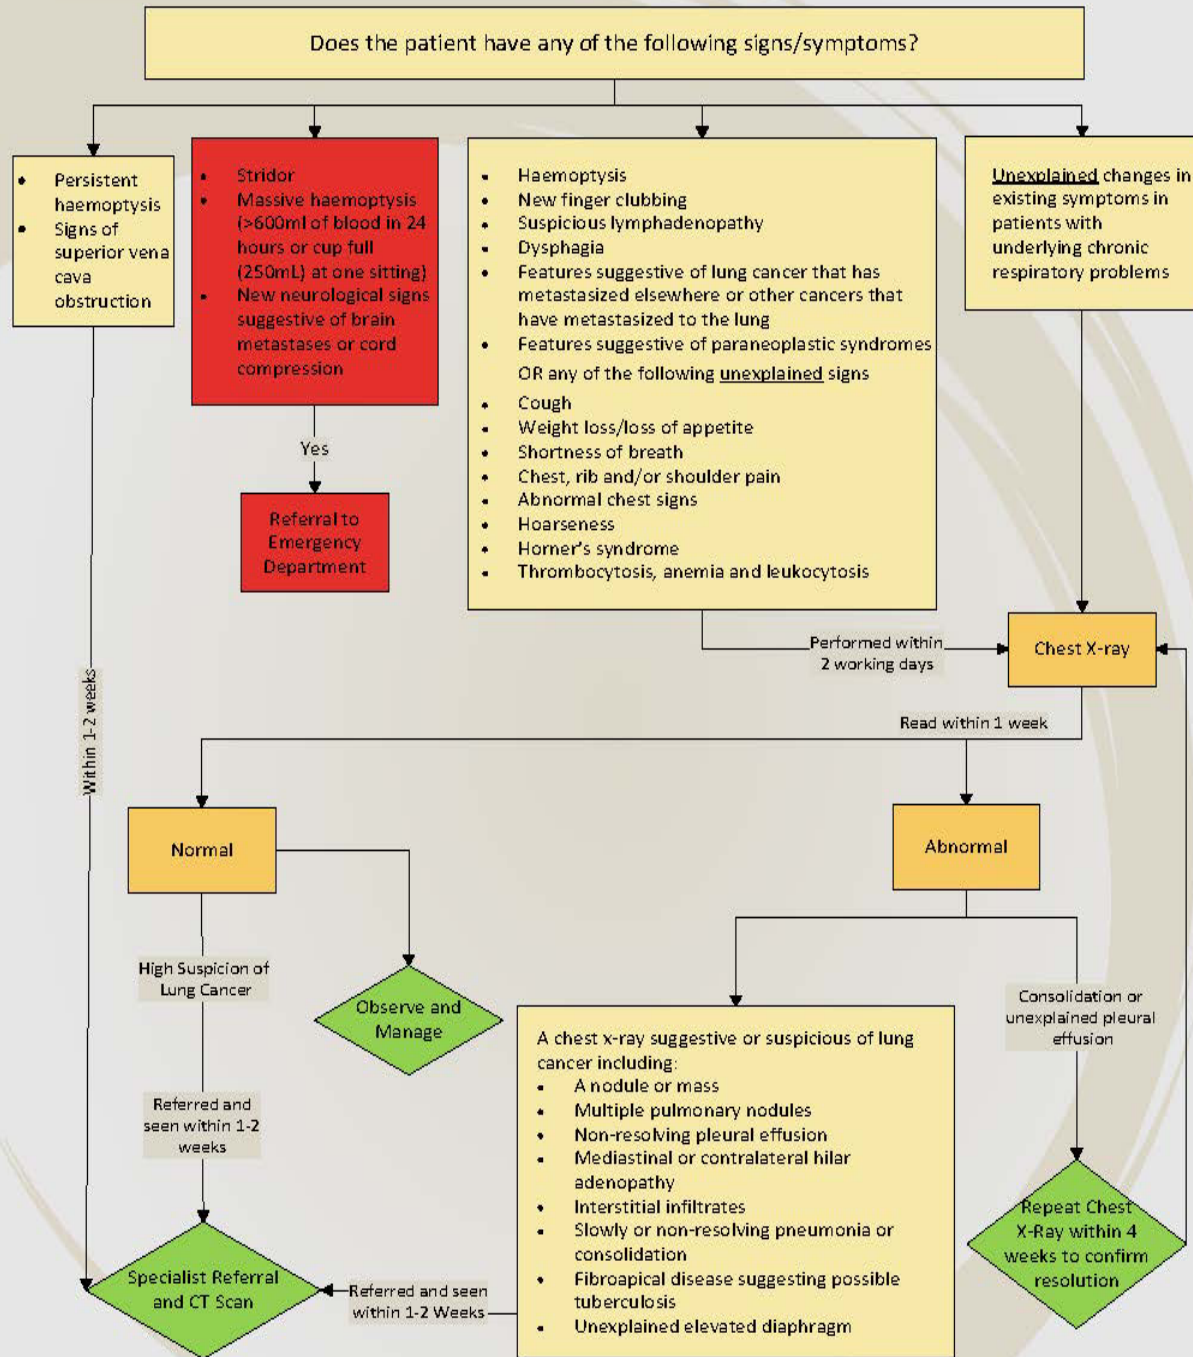 Does the patient have any of the following signs/symptoms?
• Persistent
haemoptysis
• Signs of
superior vena
cava
obstruction
• Stridor
• Massive haemoptysis
(>600ml of blood in 24
hours or cup full
(250mL) at one sitting)
• New neurological signs
suggestive of brain
metastases or cord
compression
• Haemoptysis
• New finger clubbing
• Suspicious lymphadenopathy
• Dysphagia
• Features suggestive of lung cancer that has
metastasized elsewhere or other cancers that
have metastasized to the lung
• Features suggestive of paraneoplastic syndromes
OR any of the following unexplained signs
• Cough
• Weight loss/loss of appetite
• Shortness of breath
• Chest, rib and/or shoulder pain
• Abnormal chest signs
• Hoarseness
• Horner's syndrome
• Thrombocytosis, anemia and leukocytosis
Unexplained changes in
existing symptoms in
patients with
underlying chronic
respiratory problems
Yes
Referral to
Emergency
Department
Within 1-2 weeks
Performed within
2 working days
Chest X-ray
Read within 1 week
Normal
Abnormal
High Suspicion of
Lung Cancer
Observe and
Manage
Referred and
seen within 1-2
weeks
Specialist Referral
and CT Scan
Referred and seen
within 1-2 Weeks
A chest x-ray suggestive or suspicious of lung
cancer including:
• A nodule or mass
• Multiple pulmonary nodules
• Non-resolving pleural effusion
• Mediastinal or contralateral hilar
adenopathy
• Interstitial infiltrates
• Slowly or non-resolving pneumonia or
consolidation
• Fibroapical disease suggesting possible
tuberculosis
• Unexplained elevated diaphragm
Consolidation or
unexplained pleural
effusion
Repeat Chest
X-Ray within 4
weeks to confirm
resolution